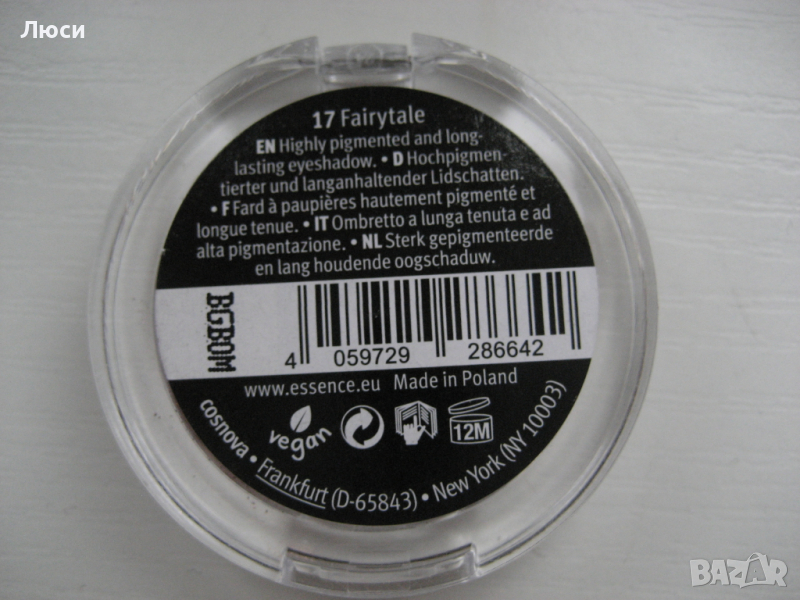 Люси
17 Fairytale
EN Highly pigmented and long-
lasting eyeshadow. • D Hochpigmen-
tierter und langanhaltender Lidschatten.
• F Fard à paupières hautement pigmenté et
longue tenue. • IT Ombretto a lunga tenuta e ad
alta pigmentazione. • NL Sterk gepigmenteerde
en lang houdende oogschaduw.
BGBOM
4 059729 286642
www.essence.eu Made in Poland
vegan
12M
cosnova • Frankfurt (D-65843) • New York (NY 10003)
BAZAR